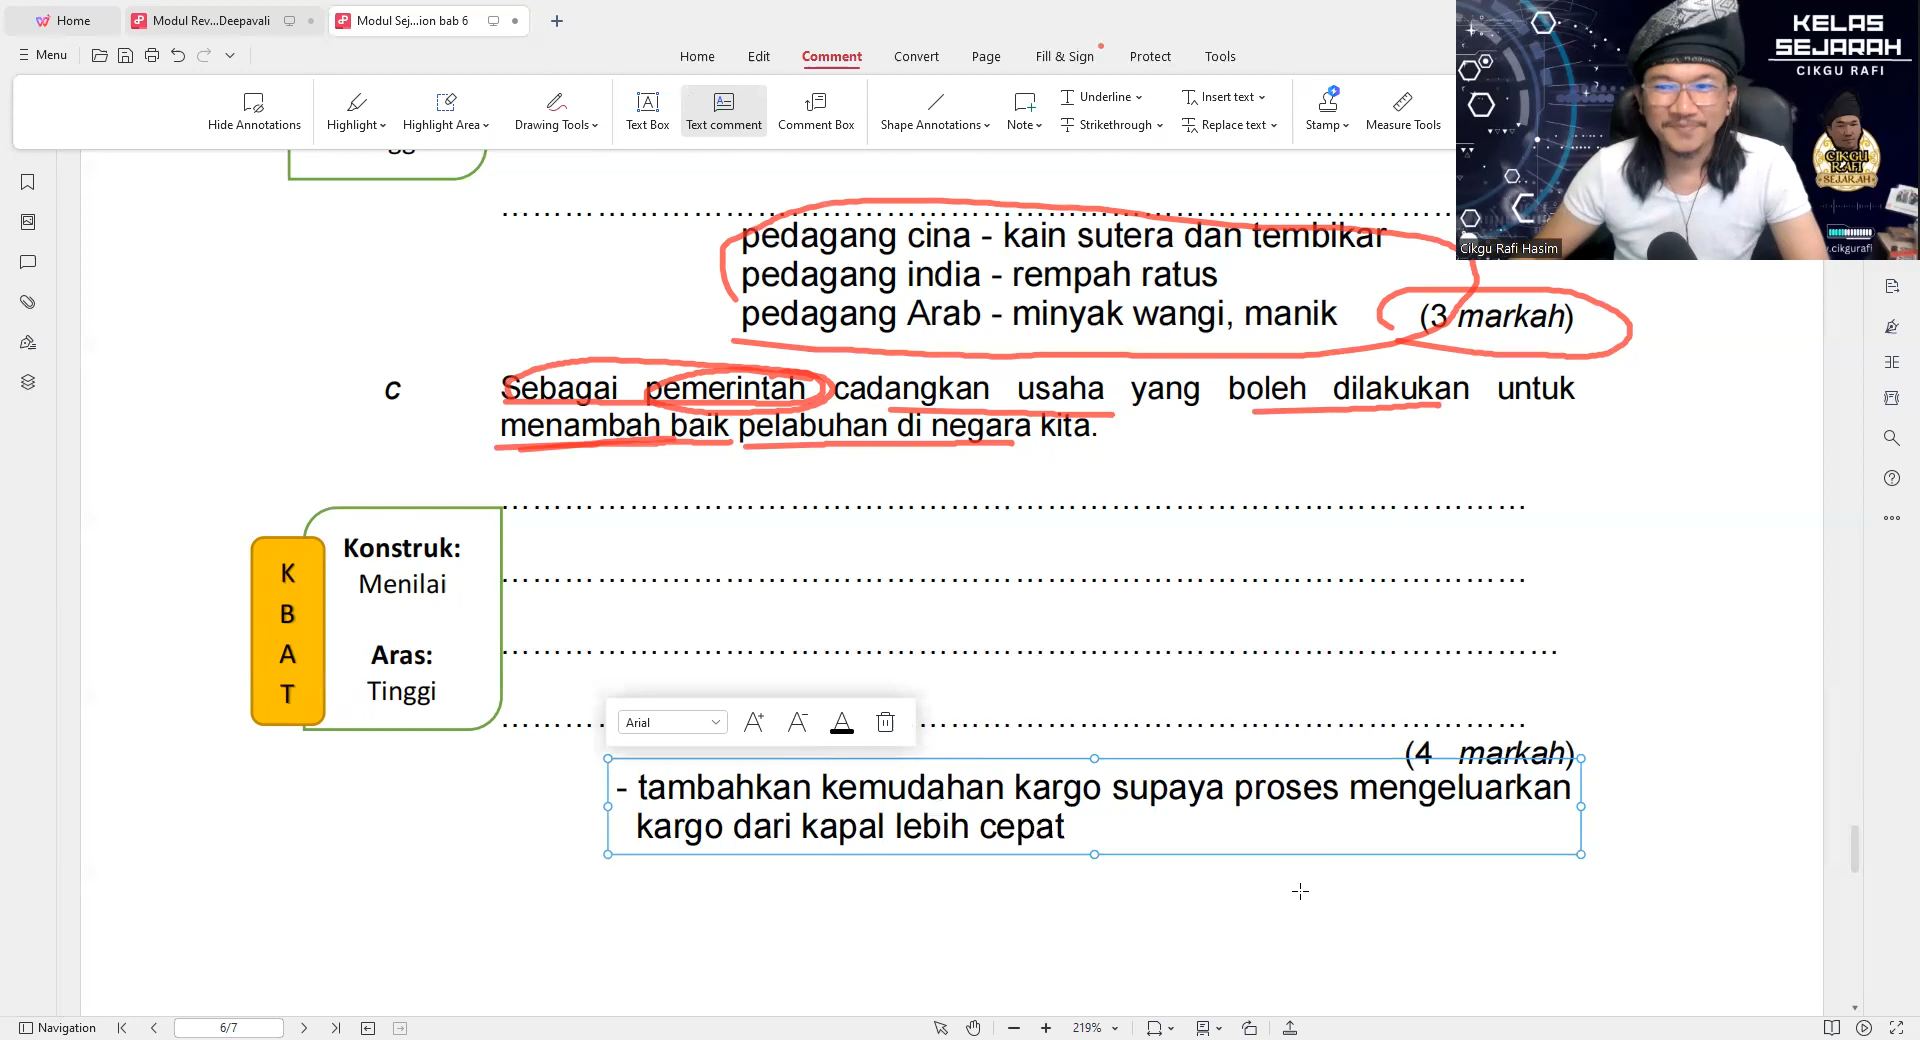 Home
Modul Rev...Deepavali
Modul Sej...ion bab 6
Menu
Home Edit Comment Convert Page Fill & Sign Protect Tools
Hide Annotations
Highlight
Highlight Area
Drawing Tools
Text Box
Text comment
Comment Box
Shape Annotations
Note
Underline
Strikethrough
Insert text
Replace text
Stamp
Measure Tools
KELAS
SEJARAH
CIKGU RAFI
CIKGU
RAFI
SEJARAH
.cikgurafi
Cikgu Rafi Hasim
pedagang cina - kain sutera dan tembIkar
pedagang india - rempah ratus
pedagang Arab - minyak wangi, manik
(3 markah)
c Sebagai pemerintah cadangkan usaha yang boleh dilakukan untuk
menambah baik pelabuhan di negara kita.
K
B
A
T
Konstruk:
Menilai
Aras:
Tinggi
Arial
(4 markah)
- tambahkan kemudahan kargo supaya proses mengeluarkan
kargo dari kapal lebih cepat
Navigation
6/7
219%